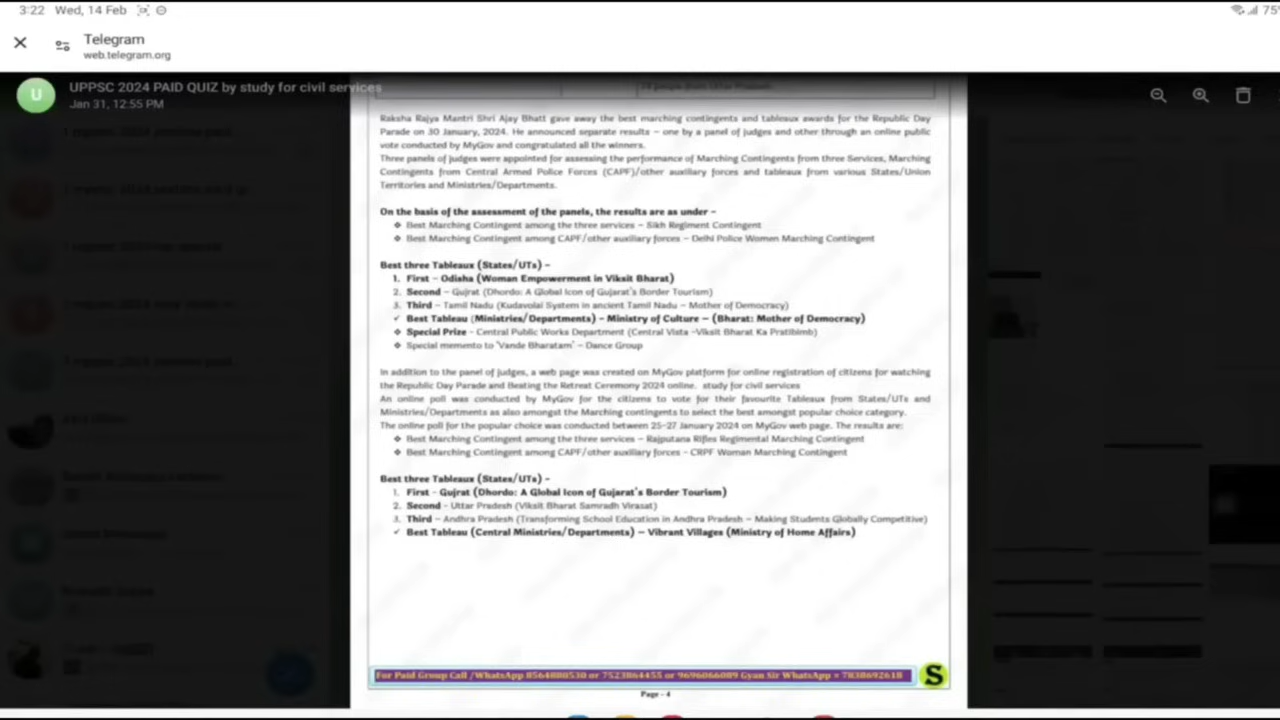 3:22 Wed, 14 Feb
75°
Telegram
web.telegram.org
U
UPPSC 2024 PAID QUIZ by study for civil services
Jan 31, 12:55 PM
Raksha Rajya Mantri Shri Ajay Bhatt gave away the best marching contingents and tableaux awards for the Republic Day
Parade on 30 January, 2024. He announced separate results – one by a panel of judges and other through an online public
vote conducted by MyGov and congratulated all the winners.
Three panels of judges were appointed for assessing the performance of Marching Contingents from three Services, Marching
Contingents from Central Armed Police Forces (CAPF)/other auxiliary forces and tableaux from various States/Union
Territories and Ministries/Departments.
On the basis of the assessment of the panels, the results are as under –
❖ Best Marching Contingent among the three services – Sikh Regiment Contingent
❖ Best Marching Contingent among CAPF/other auxiliary forces – Delhi Police Women Marching Contingent
Best three Tableaux (States/UTs) –
1. First – Odisha (Woman Empowerment in Viksit Bharat)
2. Second – Gujrat (Dhordo: A Global Icon of Gujarat's Border Tourism)
3. Third – Tamil Nadu (Kudavolai System in ancient Tamil Nadu – Mother of Democracy)
✓ Best Tableau (Ministries/Departments) – Ministry of Culture – (Bharat: Mother of Democracy)
❖ Special Prize – Central Public Works Department (Central Vista –Viksit Bharat Ka Pratibimb)
❖ Special memento to 'Vande Bharatam' – Dance Group
In addition to the panel of judges, a web page was created on MyGov platform for online registration of citizens for watching
the Republic Day Parade and Beating the Retreat Ceremony 2024 online. study for civil services
An online poll was conducted by MyGov for the citizens to vote for their favourite Tableaux from States/UTs and
Ministries/Departments as also amongst the Marching contingents to select the best amongst popular choice category.
The online poll for the popular choice was conducted between 25-27 January 2024 on MyGov web page. The results are:
❖ Best Marching Contingent among the three services – Rajputana Rifles Regimental Marching Contingent
❖ Best Marching Contingent among CAPF/other auxiliary forces – CRPF Woman Marching Contingent
Best three Tableaux (States/UTs) –
1. First – Gujrat (Dhordo: A Global Icon of Gujarat's Border Tourism)
2. Second – Uttar Pradesh (Viksit Bharat Samradh Virasat)
3. Third – Andhra Pradesh (Transforming School Education in Andhra Pradesh – Making Students Globally Competitive)
✓ Best Tableau (Central Ministries/Departments) – Vibrant Villages (Ministry of Home Affairs)
For Paid Group Call /WhatsApp 8564880530 or 7523864455 or 9696066089 Gyan Sir WhatsApp = 7838692618
S
Page - 4